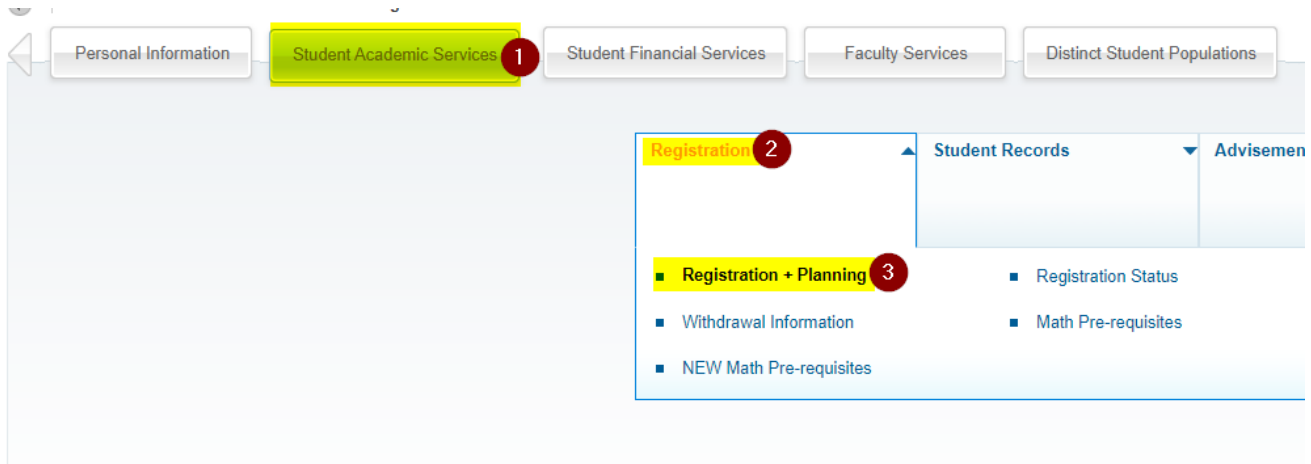 Personal Information Student Academic Services 1 Student Financial Services Faculty Services Distinct Student Populations
Registration 2 Student Records Advisemen
Registration + Planning 3 Registration Status
Withdrawal Information Math Pre-requisites
NEW Math Pre-requisites